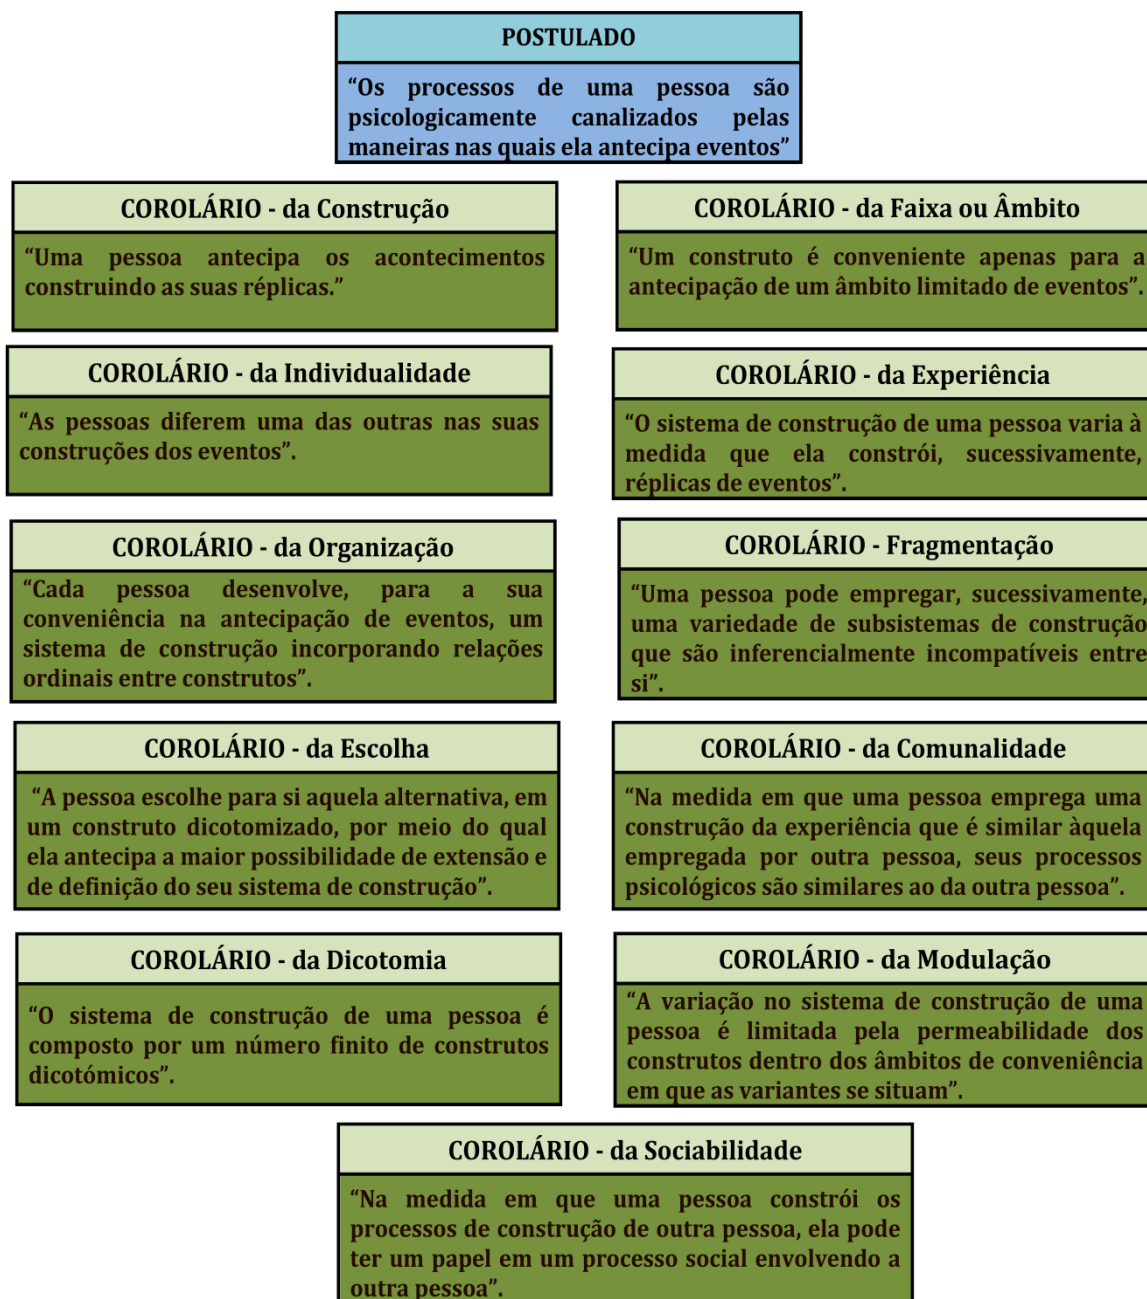 POSTULADO
“Os processos de uma pessoa são
psicologicamente canalizados pelas
maneiras nas quais ela antecipa eventos”
COROLÁRIO - da Construção
“Uma pessoa antecipa os acontecimentos
construindo as suas réplicas.”
COROLÁRIO - da Faixa ou Âmbito
“Um construto é conveniente apenas para a
antecipação de um âmbito limitado de eventos”.
COROLÁRIO - da Individualidade
“As pessoas diferem uma das outras nas suas
construções dos eventos”.
COROLÁRIO - da Experiência
“O sistema de construção de uma pessoa varia à
medida que ela constrói, sucessivamente,
réplicas de eventos”.
COROLÁRIO - da Organização
“Cada pessoa desenvolve, para a sua
conveniência na antecipação de eventos, um
sistema de construção incorporando relações
ordinais entre construtos”.
COROLÁRIO - Fragmentação
“Uma pessoa pode empregar, sucessivamente,
uma variedade de subsistemas de construção
que são inferencialmente incompatíveis entre
si”.
COROLÁRIO - da Escolha
“A pessoa escolhe para si aquela alternativa, em
um construto dicotomizado, por meio do qual
ela antecipa a maior possibilidade de extensão e
de definição do seu sistema de construção”.
COROLÁRIO - da Comunalidade
“Na medida em que uma pessoa emprega uma
construção da experiência que é similar àquela
empregada por outra pessoa, seus processos
psicológicos são similares ao da outra pessoa”.
COROLÁRIO - da Dicotomia
“O sistema de construção de uma pessoa é
composto por um número finito de construtos
dicotómicos”.
COROLÁRIO - da Modulação
“A variação no sistema de construção de uma
pessoa é limitada pela permeabilidade dos
construtos dentro dos âmbitos de conveniência
em que as variantes se situam”.
COROLÁRIO - da Sociabilidade
“Na medida em que uma pessoa constrói os
processos de construção de outra pessoa, ela pode
ter um papel em um processo social envolvendo a
outra pessoa”.